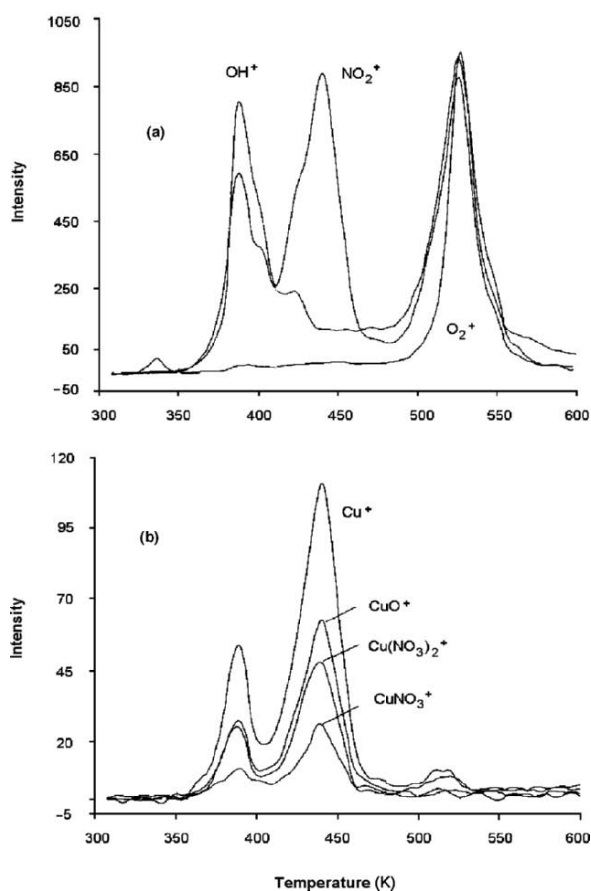 1050
850
650
450
250
50
−50
Intensity
(a)
OH+
NO2+
O2+
300 350 400 450 500 550 600
120
95
70
45
20
−5
Intensity
(b)
Cu+
CuO+
Cu(NO3)2+
CuNO3+
300 350 400 450 500 550 600
Temperature (K)